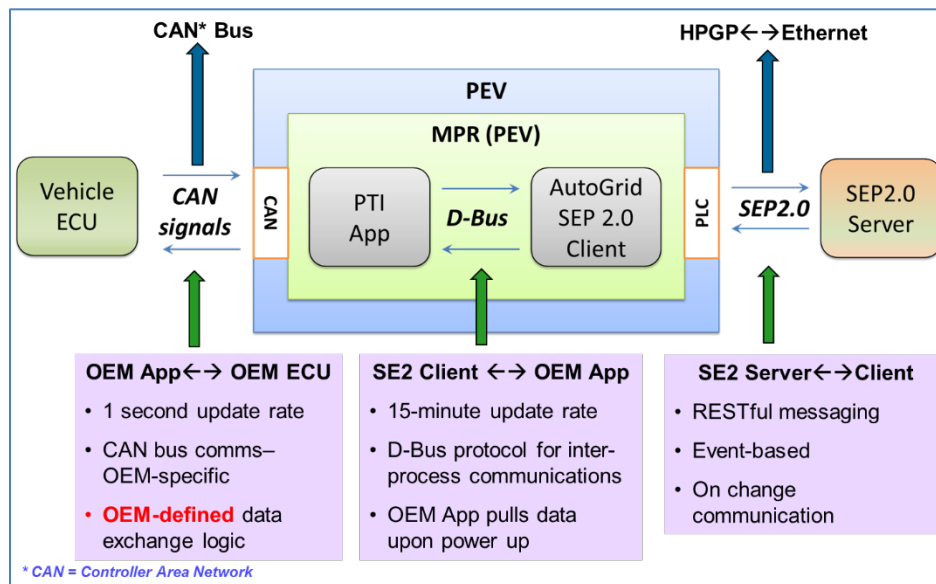 CAN* Bus
HPGP←→Ethernet
PEV
MPR (PEV)
Vehicle
ECU
CAN
signals
CAN
PTI
App
D-Bus
AutoGrid
SEP 2.0
Client
PLC
SEP2.0
SEP2.0
Server
OEM App←→ OEM ECU
• 1 second update rate
• CAN bus comms–
OEM-specific
• OEM-defined data
exchange logic
SE2 Client ←→ OEM App
• 15-minute update rate
• D-Bus protocol for inter-
process communications
• OEM App pulls data
upon power up
SE2 Server←→Client
• RESTful messaging
• Event-based
• On change
communication
* CAN = Controller Area Network